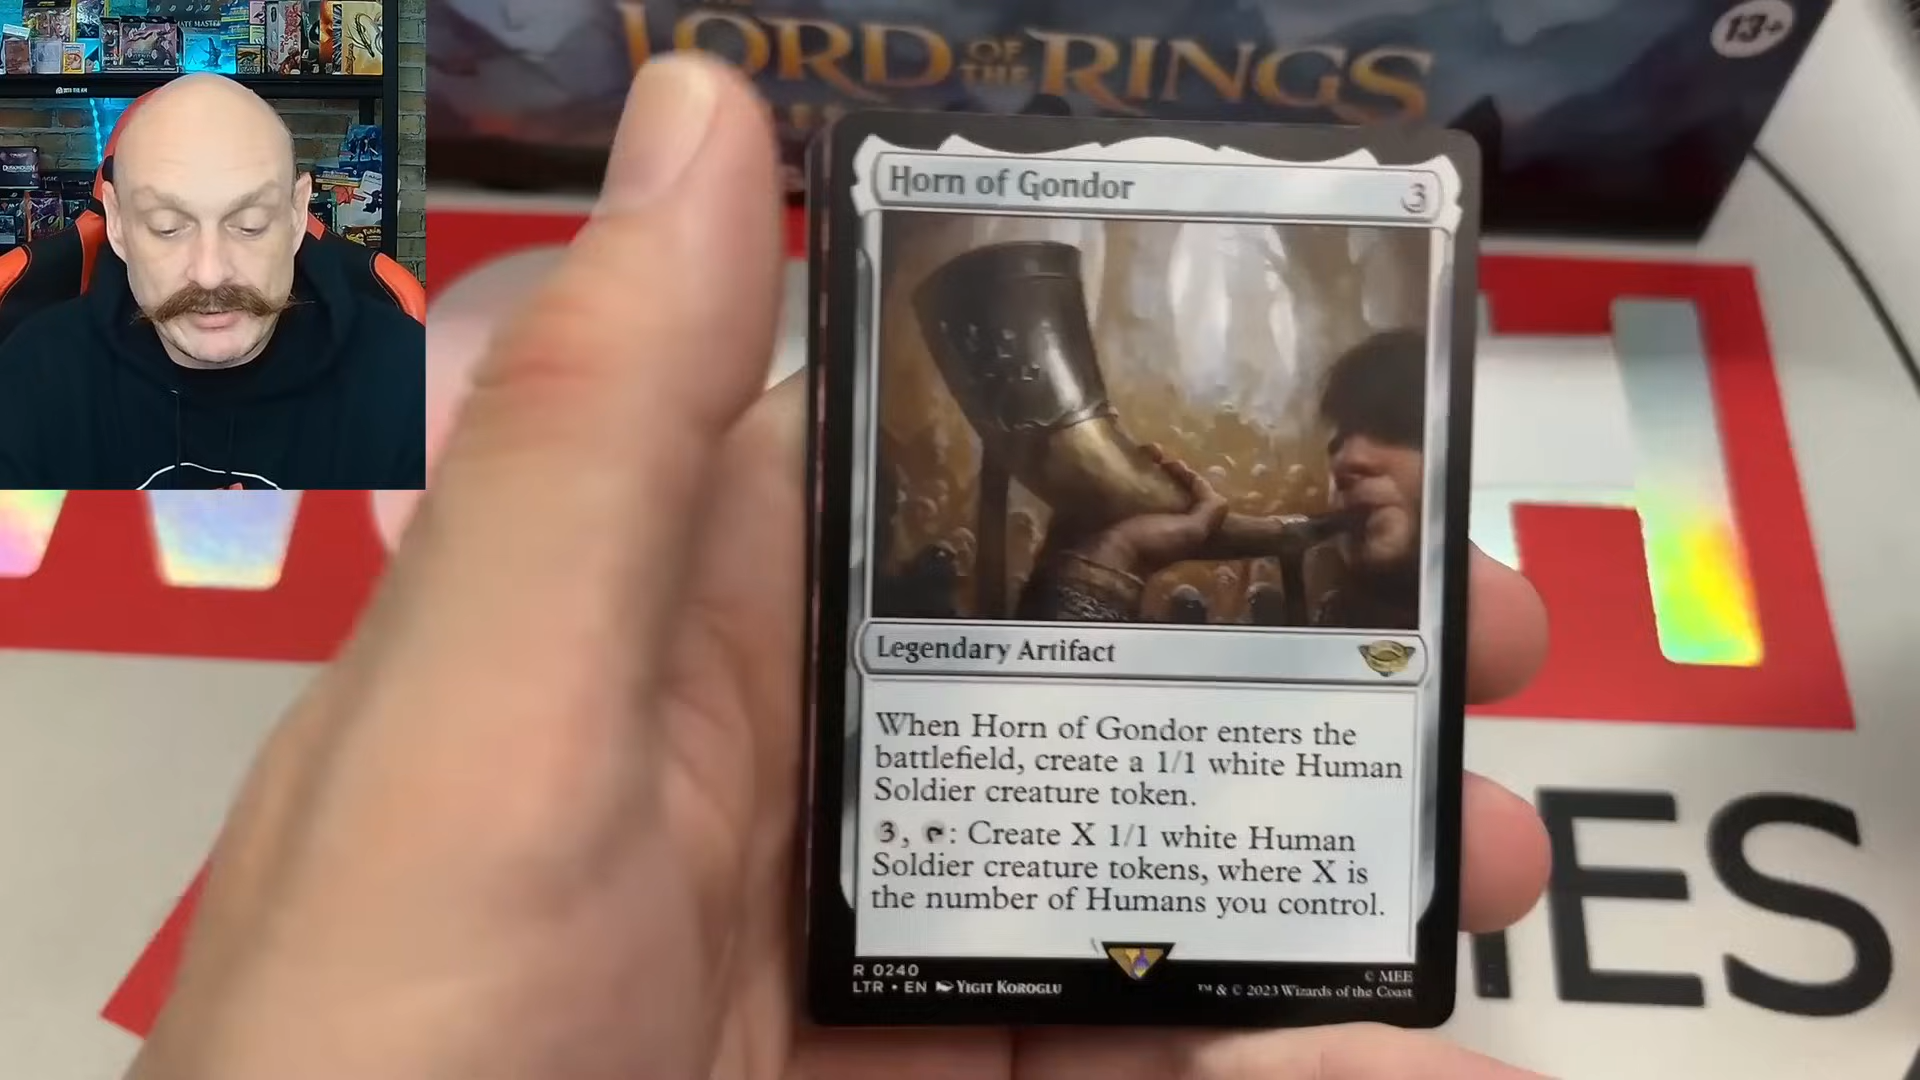 LORD OF THE RINGS
13+
Horn of Gondor 3
Legendary Artifact
When Horn of Gondor enters the
battlefield, create a 1/1 white Human
Soldier creature token.
3, : Create X 1/1 white Human
Soldier creature tokens, where X is
the number of Humans you control.
R 0240
LTR • EN YIGIT KOROGLU
© MEE
™ & © 2023 Wizards of the Coast